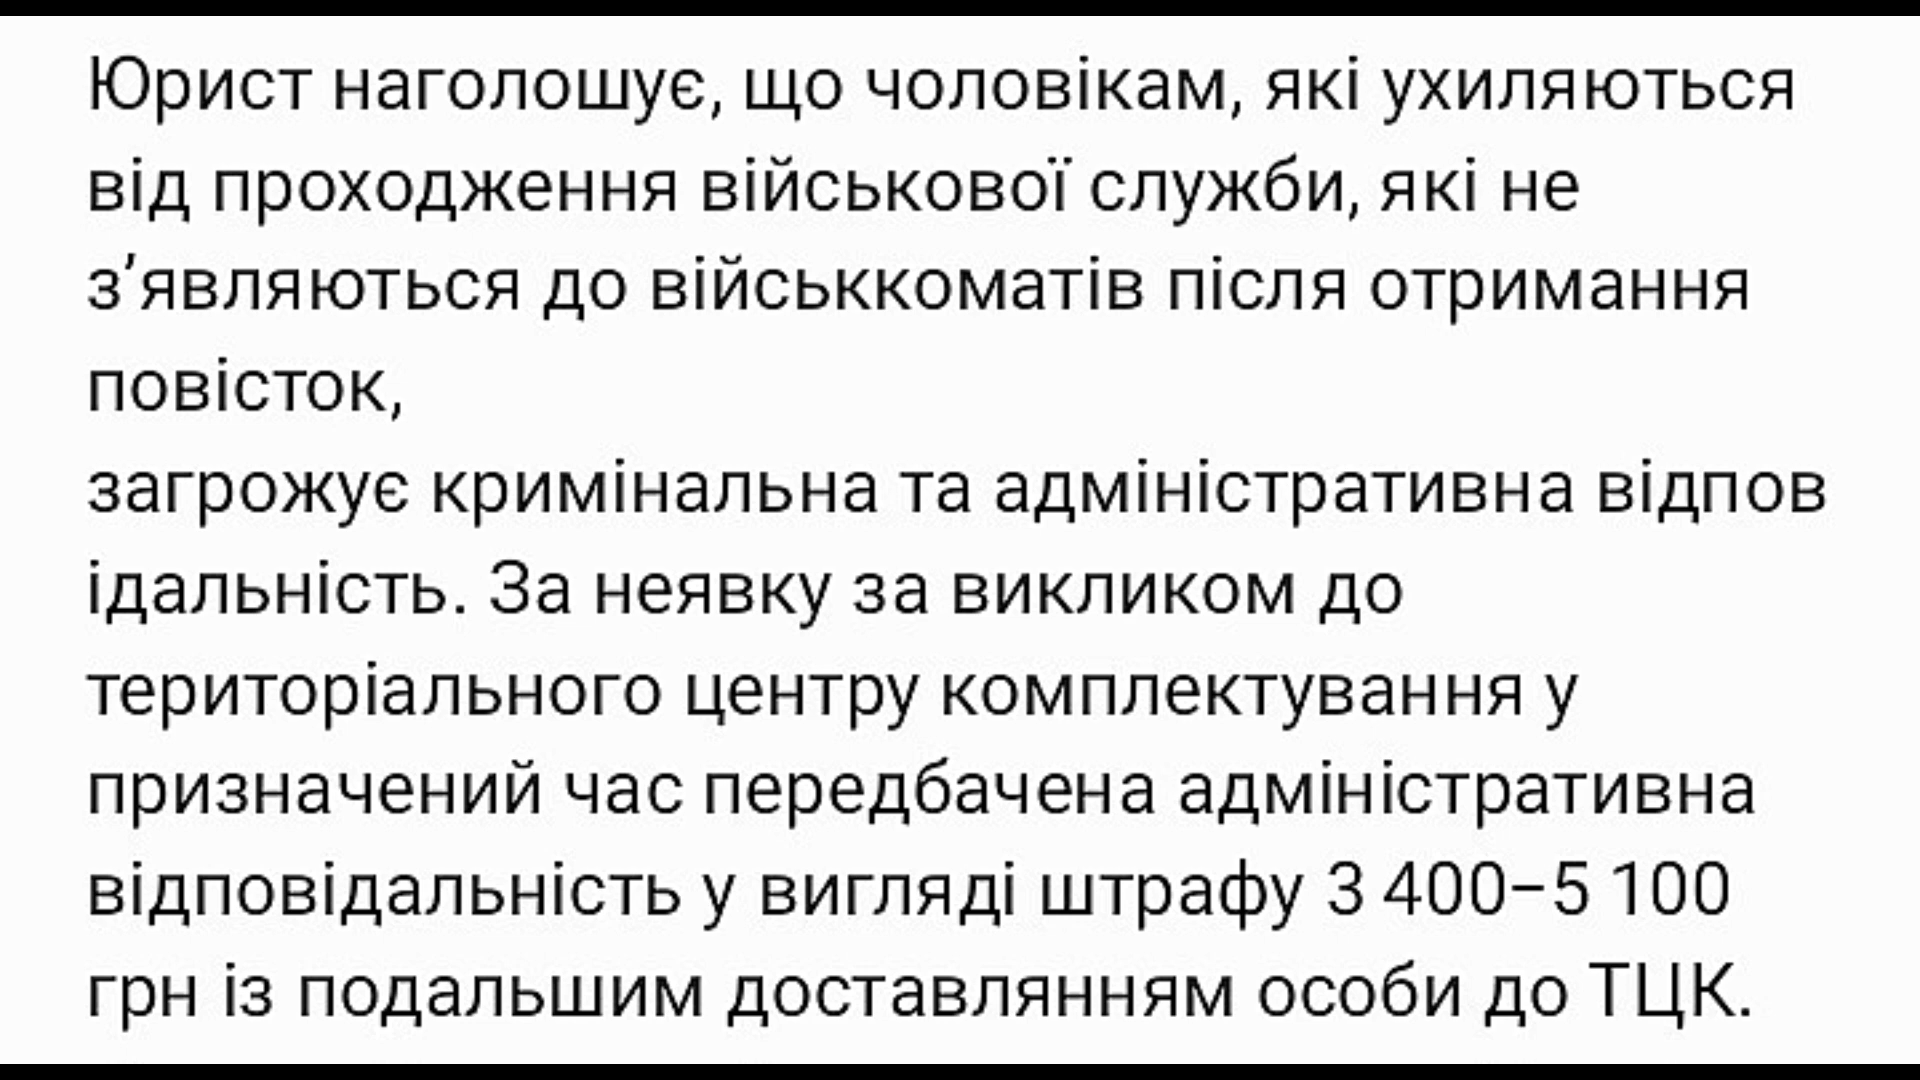 Юрист наголошує, що чоловікам, які ухиляються
від проходження військової служби, які не
з’являються до військкоматів після отримання
повісток,
загрожує кримінальна та адміністративна відпов
ідальність. За неявку за викликом до
територіального центру комплектування у
призначений час передбачена адміністративна
відповідальність у вигляді штрафу 3 400–5 100
грн із подальшим доставлянням особи до ТЦК.